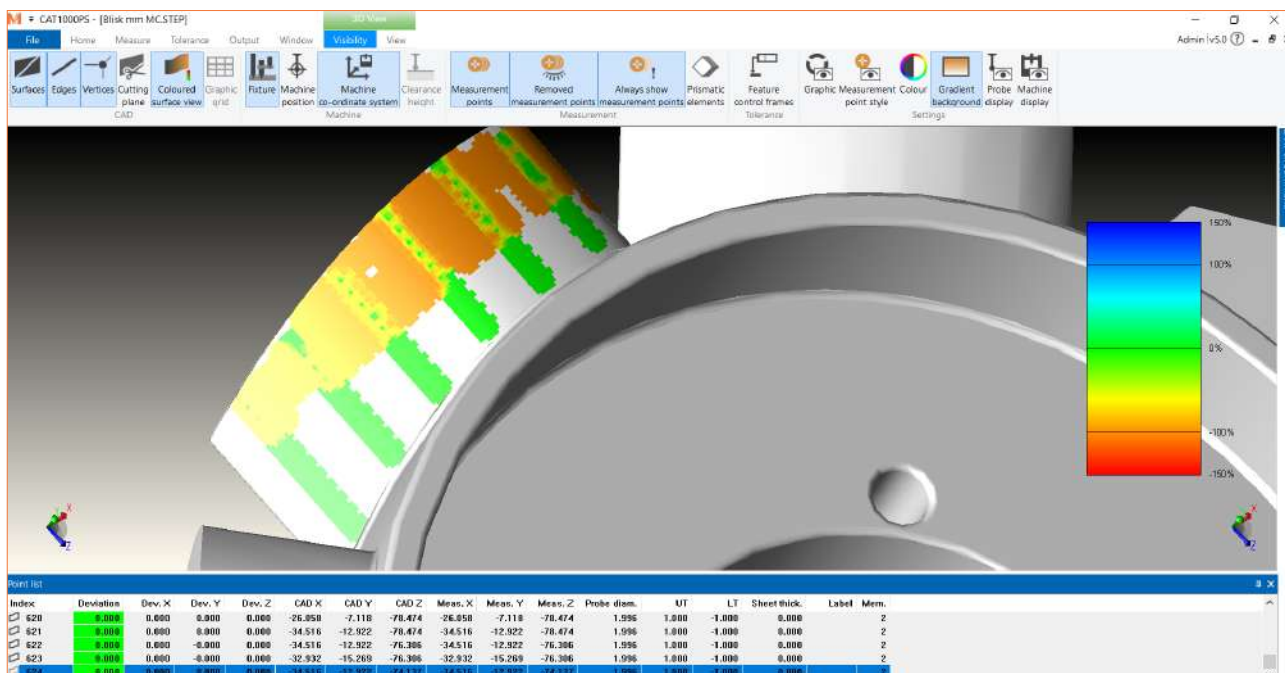 CAT1000PS - [Blisk mm MC.STEP]
3D View
File Home Measure Tolerance Output Window Visibility View
Admin |v5.0
Surfaces Edges Vertices Cutting plane Coloured surface view Graphic grid
Fixture Machine position Machine co-ordinate system Clearance height
Measurement points Removed measurement points Always show measurement points Prismatic elements
Feature control frames
Graphic Measurement point style Colour Gradient background Probe display Machine display
CAD Machine Measurement Tolerance Settings
150%
100%
0%
-100%
-150%
X
Y
Z
X
Z
Point list
Index Deviation Dev. X Dev. Y Dev. Z CAD X CAD Y CAD Z Meas. X Meas. Y Meas. Z Probe diam. UT LT Sheet thick. Label Mem.
620 0.000 0.000 0.000 0.000 -26.058 -7.118 -78.474 -26.058 -7.118 -78.474 1.996 1.000 -1.000 0.000 2
621 0.000 0.000 0.000 0.000 -34.516 -12.922 -78.474 -34.516 -12.922 -78.474 1.996 1.000 -1.000 0.000 2
622 0.000 0.000 -0.000 0.000 -34.516 -12.922 -76.306 -34.516 -12.922 -76.306 1.996 1.000 -1.000 0.000 2
623 0.000 0.000 -0.000 0.000 -32.932 -15.269 -76.306 -32.932 -15.269 -76.306 1.996 1.000 -1.000 0.000 2